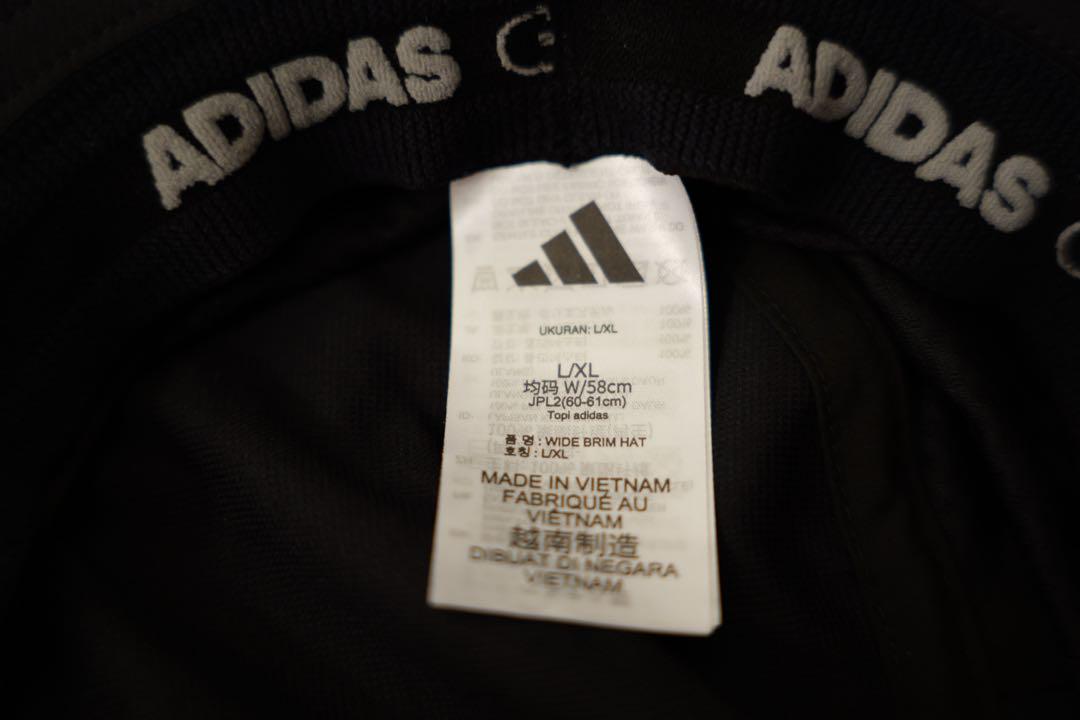 ADIDAS G
ADIDAS
UKURAN: L/XL
L/XL
均码 W/58cm
JPL2(60-61cm)
Topi adidas
품 명 : WIDE BRIM HAT
호칭 : L/XL
MADE IN VIETNAM
FABRIQUÉ AU
VIETNAM
越南制造
DIBUAT DI NEGARA
VIETNAM